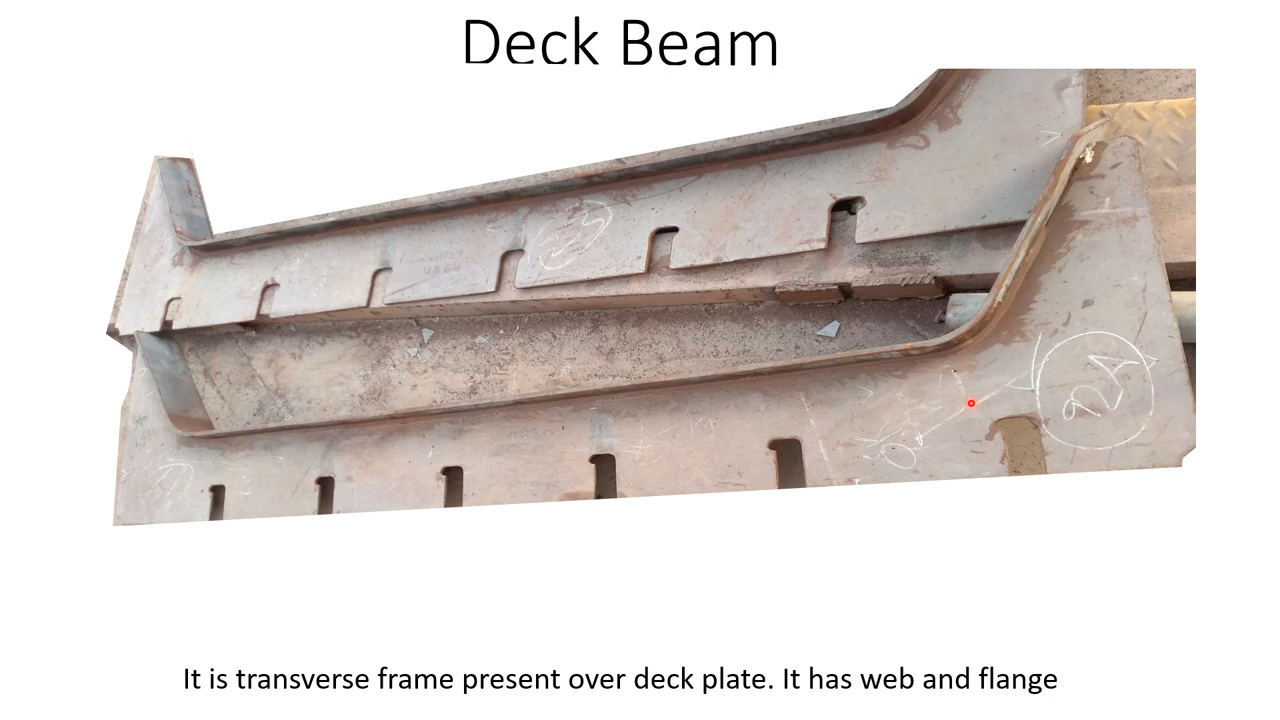 Deck Beam
It is transverse frame present over deck plate. It has web and flange